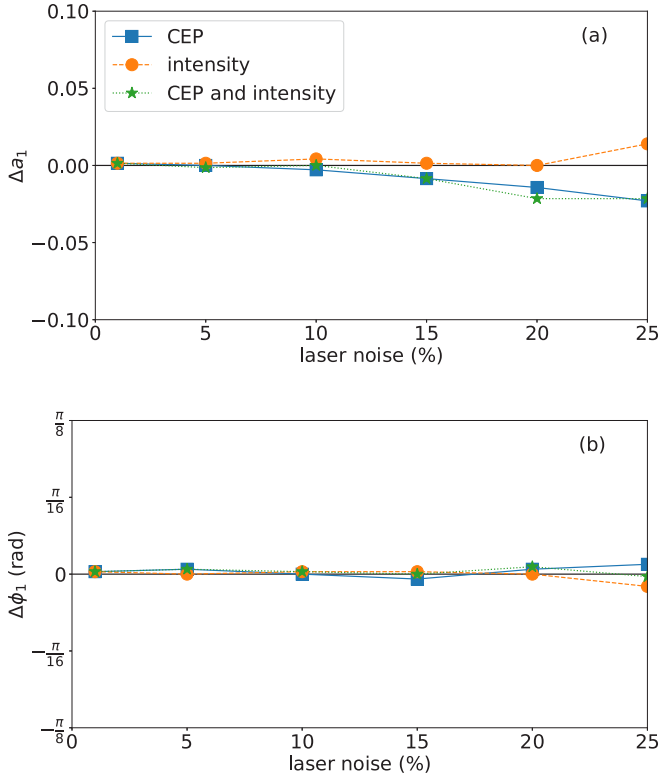 0.10
0.05
0.00
−0.05
−0.10
Δa₁
CEP
intensity
CEP and intensity
(a)
0 5 10 15 20 25
laser noise (%)
π/8
π/16
0
−π/16
−π/8
Δϕ₁ (rad)
(b)
0 5 10 15 20 25
laser noise (%)